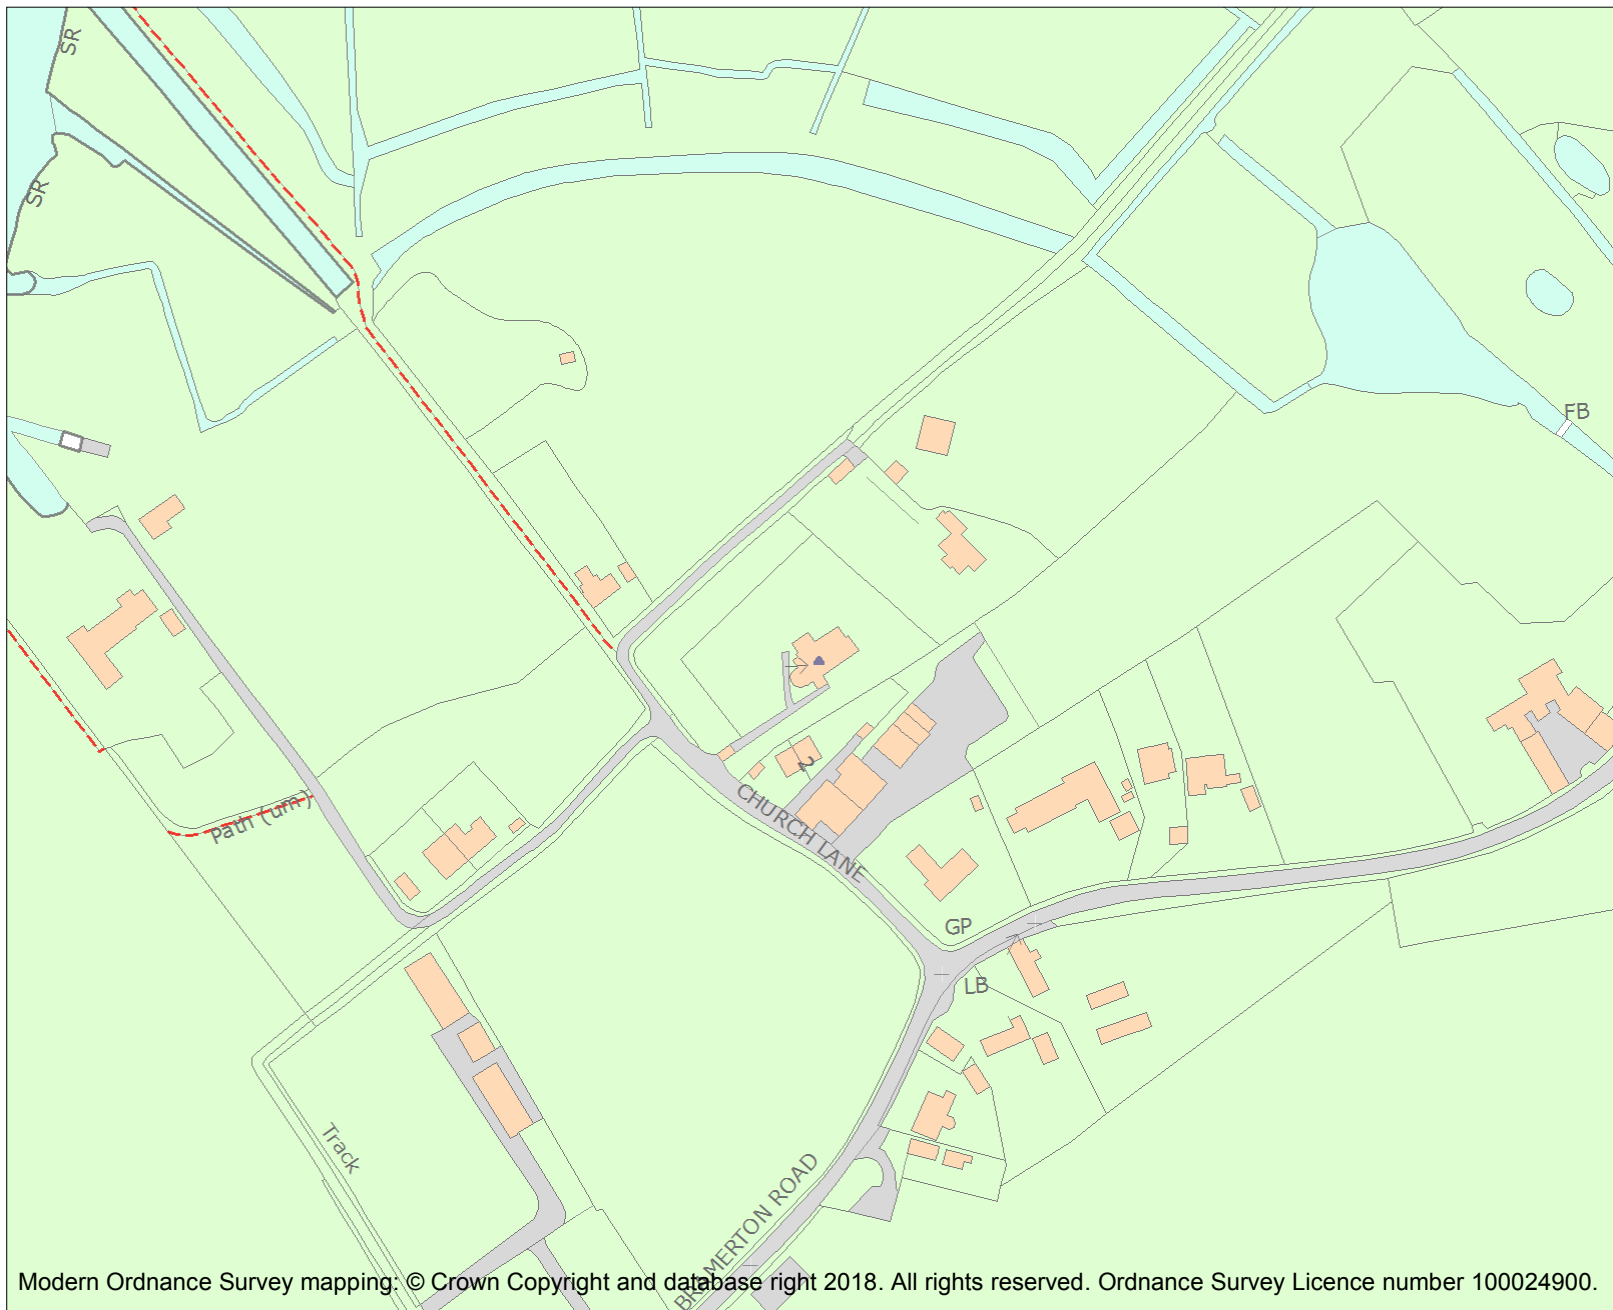 SR
SR
FB
Path (um)
2
CHURCH LANE
GP
LB
Track
BRAMERTON ROAD
Modern Ordnance Survey mapping: © Crown Copyright and database right 2018. All rights reserved. Ordnance Survey Licence number 100024900.